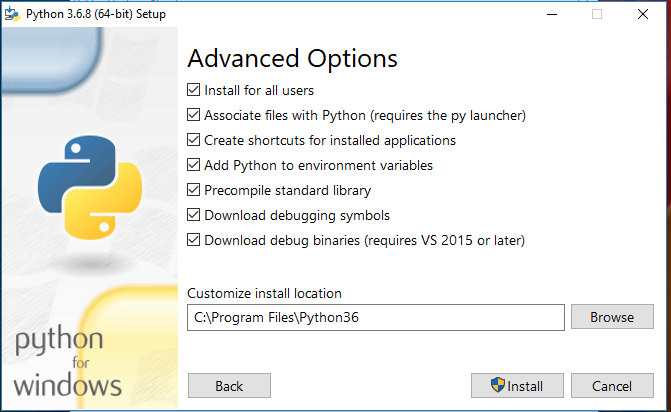 Python 3.6.8 (64-bit) Setup
Advanced Options
Install for all users
Associate files with Python (requires the py launcher)
Create shortcuts for installed applications
Add Python to environment variables
Precompile standard library
Download debugging symbols
Download debug binaries (requires VS 2015 or later)
Customize install location
C:\Program Files\Python36
Browse
python
for
windows
Back
Install
Cancel